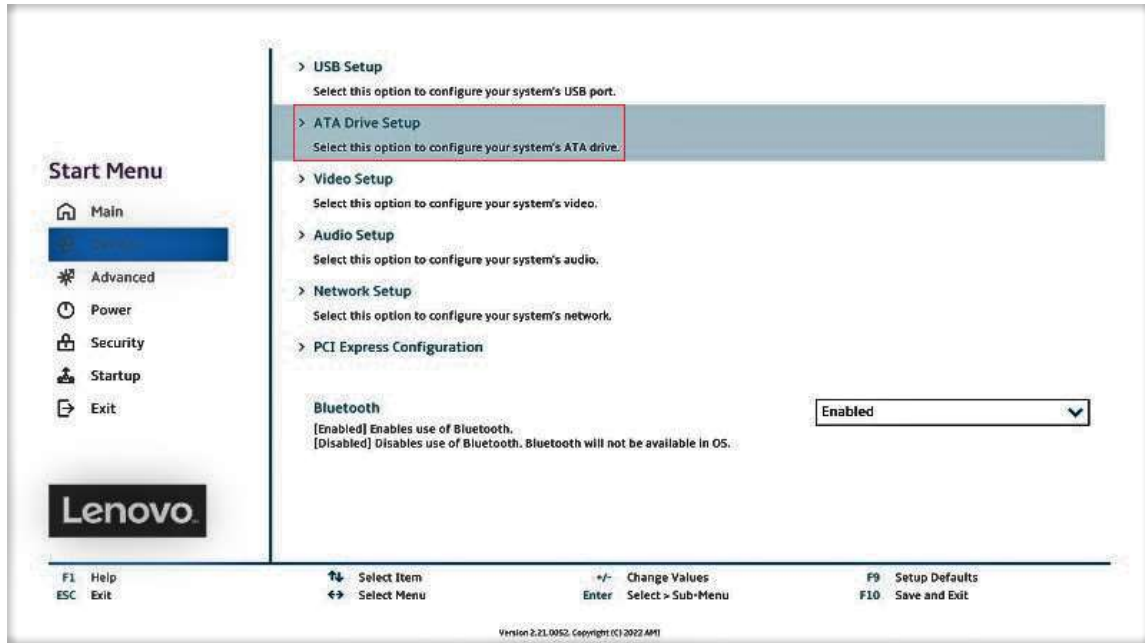 Start Menu
Main
Advanced
Power
Security
Startup
Exit
Lenovo
> USB Setup
Select this option to configure your system's USB port.
> ATA Drive Setup
Select this option to configure your system's ATA drive.
> Video Setup
Select this option to configure your system's video.
> Audio Setup
Select this option to configure your system's audio.
> Network Setup
Select this option to configure your system's network.
> PCI Express Configuration
Bluetooth
Enabled
[Enabled] Enables use of Bluetooth.
[Disabled] Disables use of Bluetooth. Bluetooth will not be available in OS.
F1 Help
↑↓ Select Item
+/- Change Values
F9 Setup Defaults
ESC Exit
↔ Select Menu
Enter Select > Sub-Menu
F10 Save and Exit
Version 2.21.0052. Copyright (C) 2022 AMI